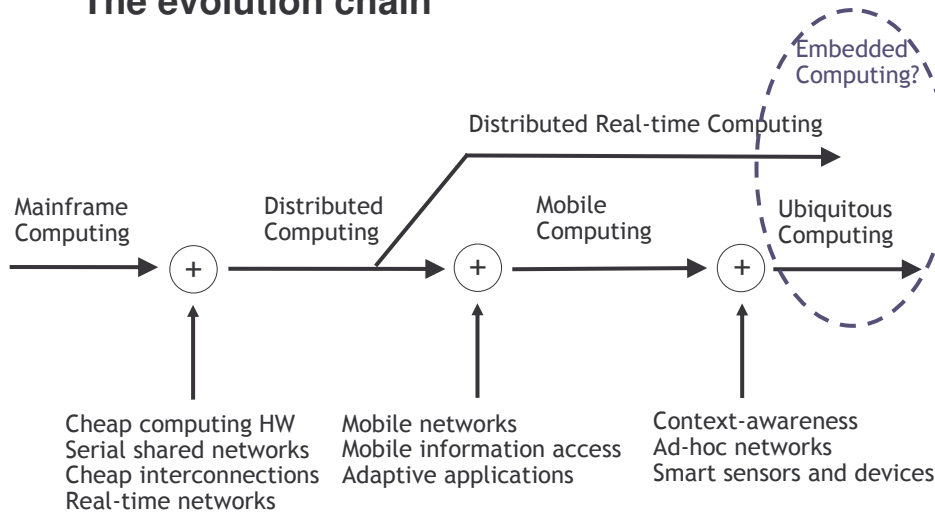 The evolution chain
Embedded
Computing?
Distributed Real-time Computing
Mainframe
Computing
Distributed
Computing
Mobile
Computing
Ubiquitous
Computing
+
+
+
Cheap computing HW
Serial shared networks
Cheap interconnections
Real-time networks
Mobile networks
Mobile information access
Adaptive applications
Context-awareness
Ad-hoc networks
Smart sensors and devices